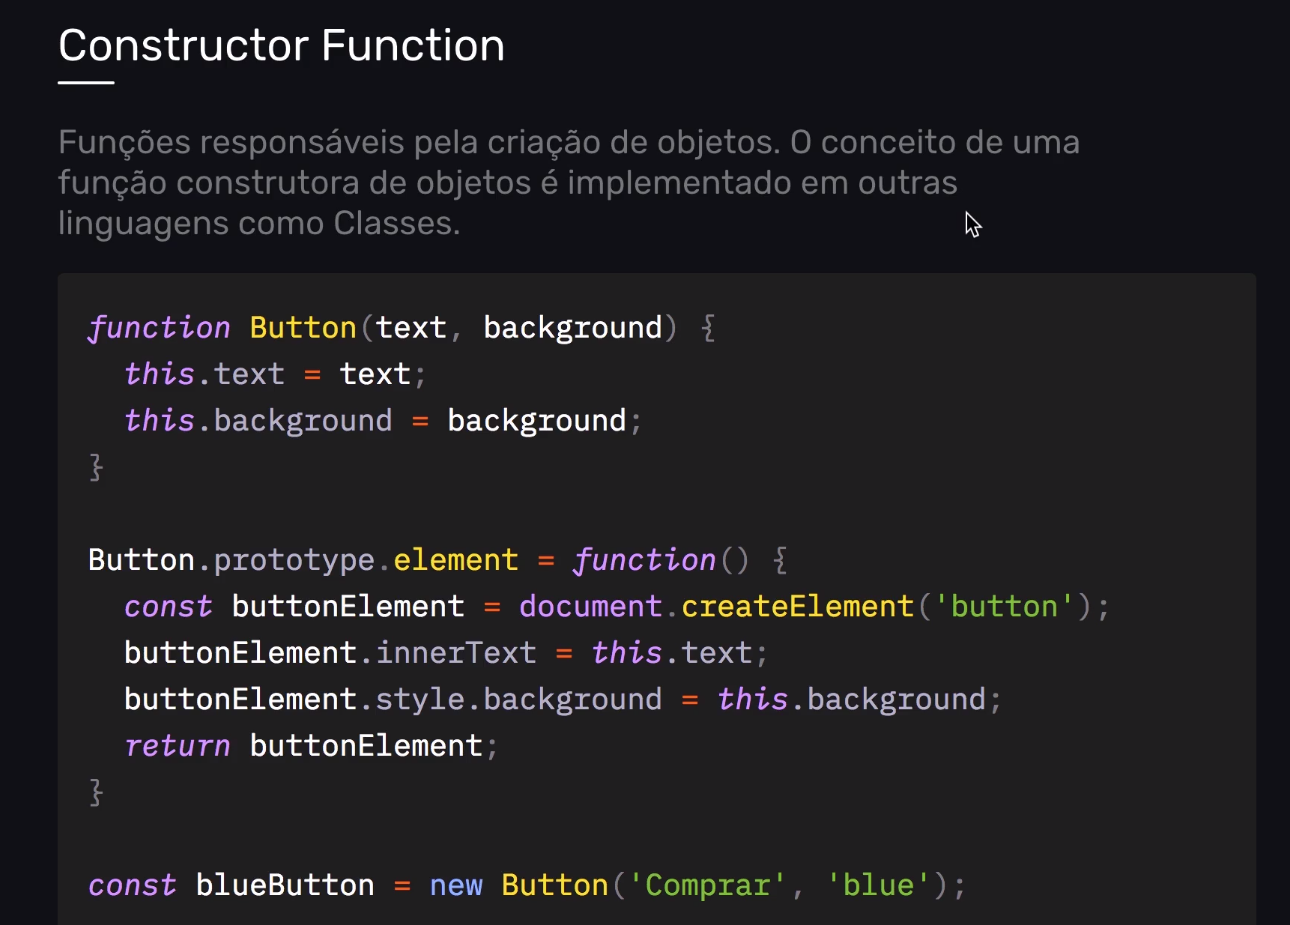 Constructor Function
Funções responsáveis pela criação de objetos. O conceito de uma
função construtora de objetos é implementado em outras
linguagens como Classes.
function Button(text, background) {
  this.text = text;
  this.background = background;
}
Button.prototype.element = function() {
  const buttonElement = document.createElement('button');
  buttonElement.innerText = this.text;
  buttonElement.style.background = this.background;
  return buttonElement;
}
const blueButton = new Button('Comprar', 'blue');